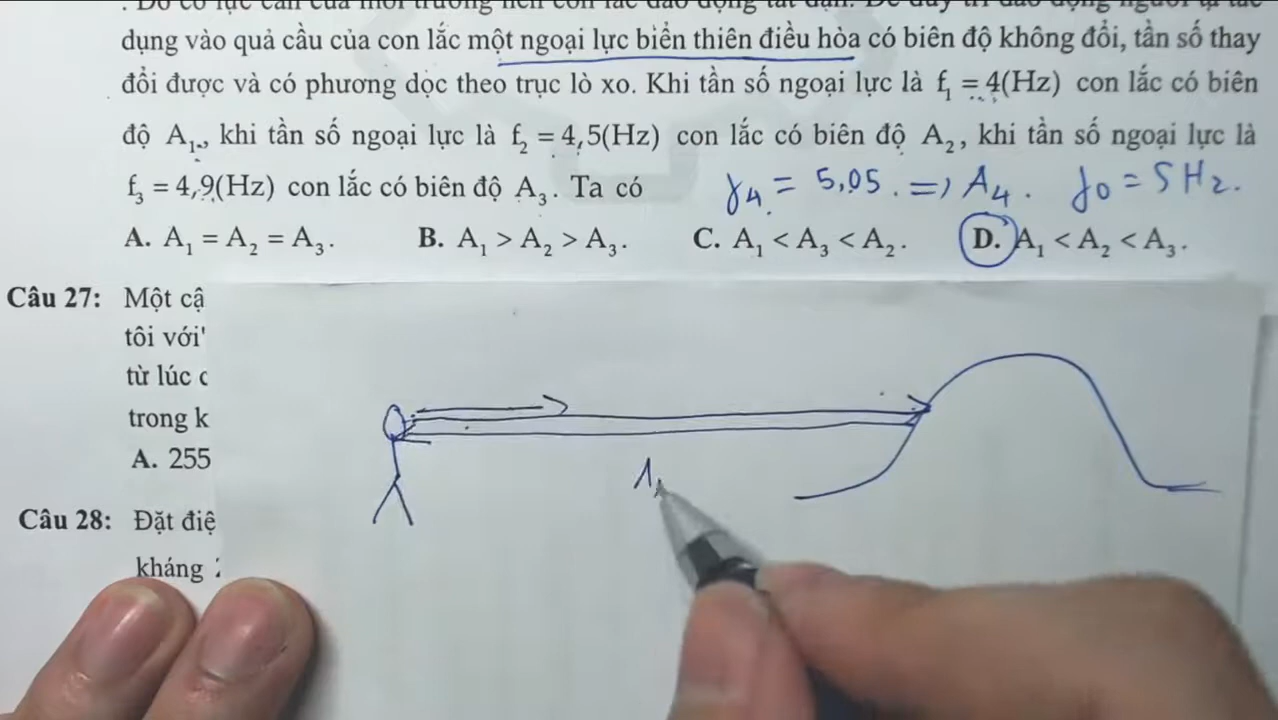 dụng vào quả cầu của con lắc một ngoại lực biển thiên điều hòa có biên độ không đổi, tần số thay
đổi được và có phương dọc theo trục lò xo. Khi tần số ngoại lực là f₁ = 4(Hz) con lắc có biên
độ A₁, khi tần số ngoại lực là f₂ = 4,5(Hz) con lắc có biên độ A₂, khi tần số ngoại lực là
f₃ = 4,9(Hz) con lắc có biên độ A₃. Ta có f₄ = 5,05 => A₄. f0 = 5Hz.
A. A₁ = A₂ = A₃. B. A₁ > A₂ > A₃. C. A₁ < A₃ < A₂. D. A₁ < A₂ < A₃.
Câu 27: Một cậ
tôi với"
từ lúc c
trong k
A. 255
Câu 28: Đặt điệ
kháng
1,